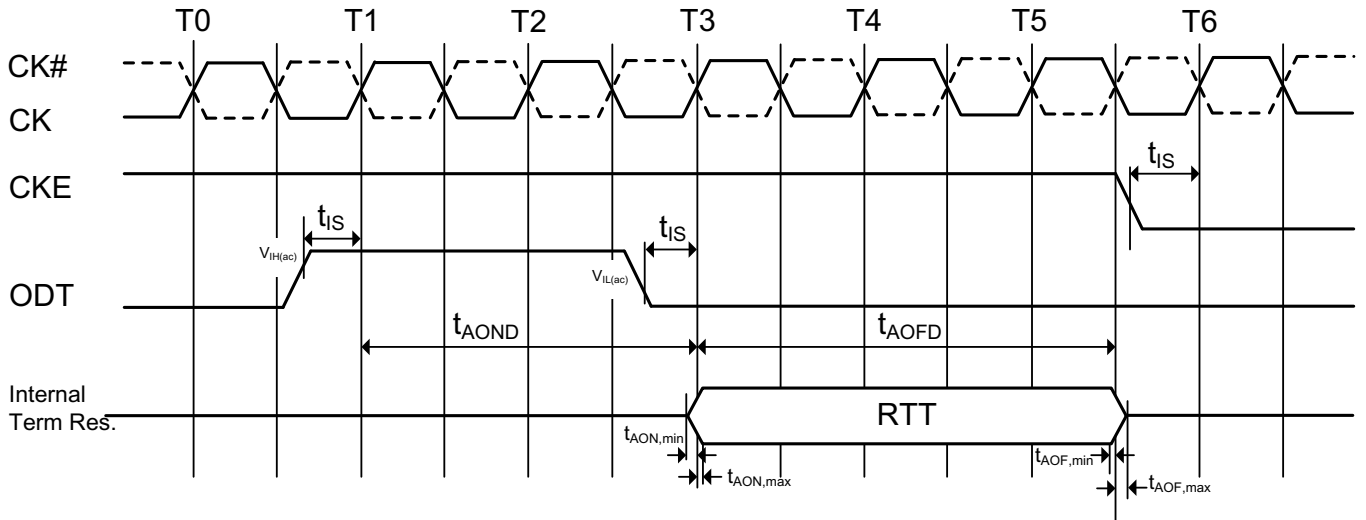 T0 T1 T2 T3 T4 T5 T6
CK#
CK
CKE
tIS
tIS
tIS
VIH(ac)
VIL(ac)
ODT
tAOND
tAOFD
Internal
Term Res.
RTT
tAON,min
tAOF,min
tAON,max
tAOF,max